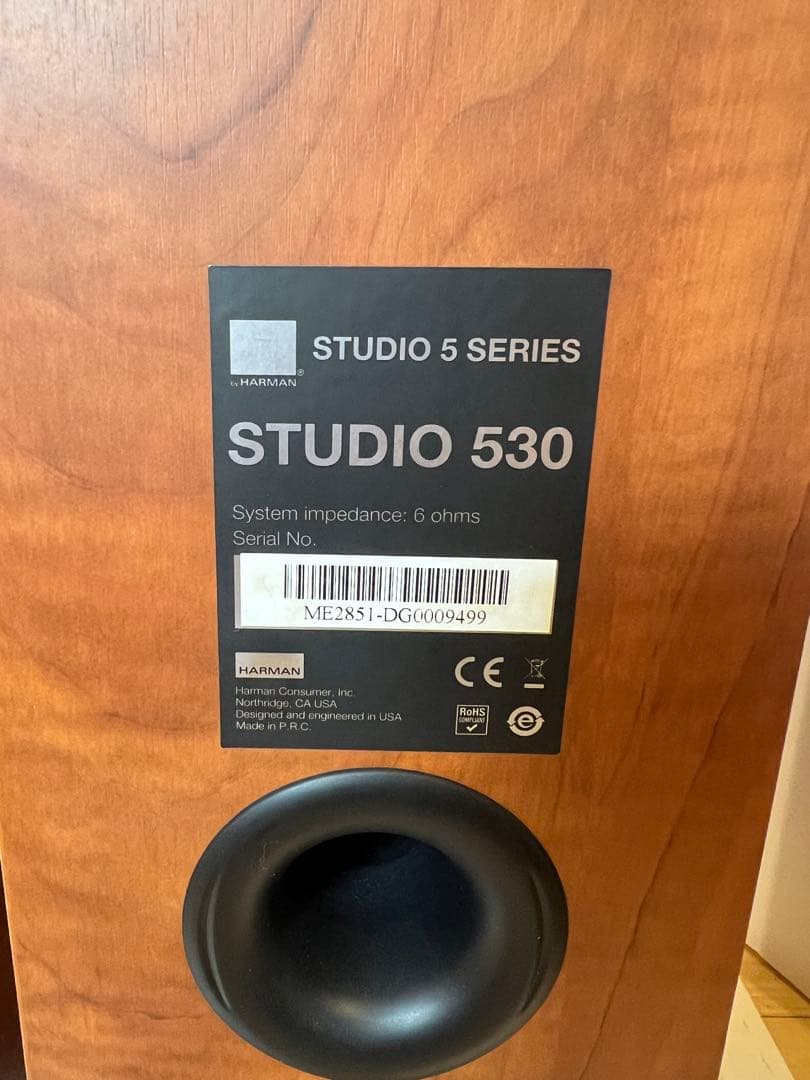 STUDIO 5 SERIES
by HARMAN®
STUDIO 530
System impedance: 6 ohms
Serial No.
ME2851-DG0009499
HARMAN
Harman Consumer, Inc.
Northridge, CA USA
Designed and engineered in USA
Made in P.R.C.
CE
RoHS
COMPLIANT
e